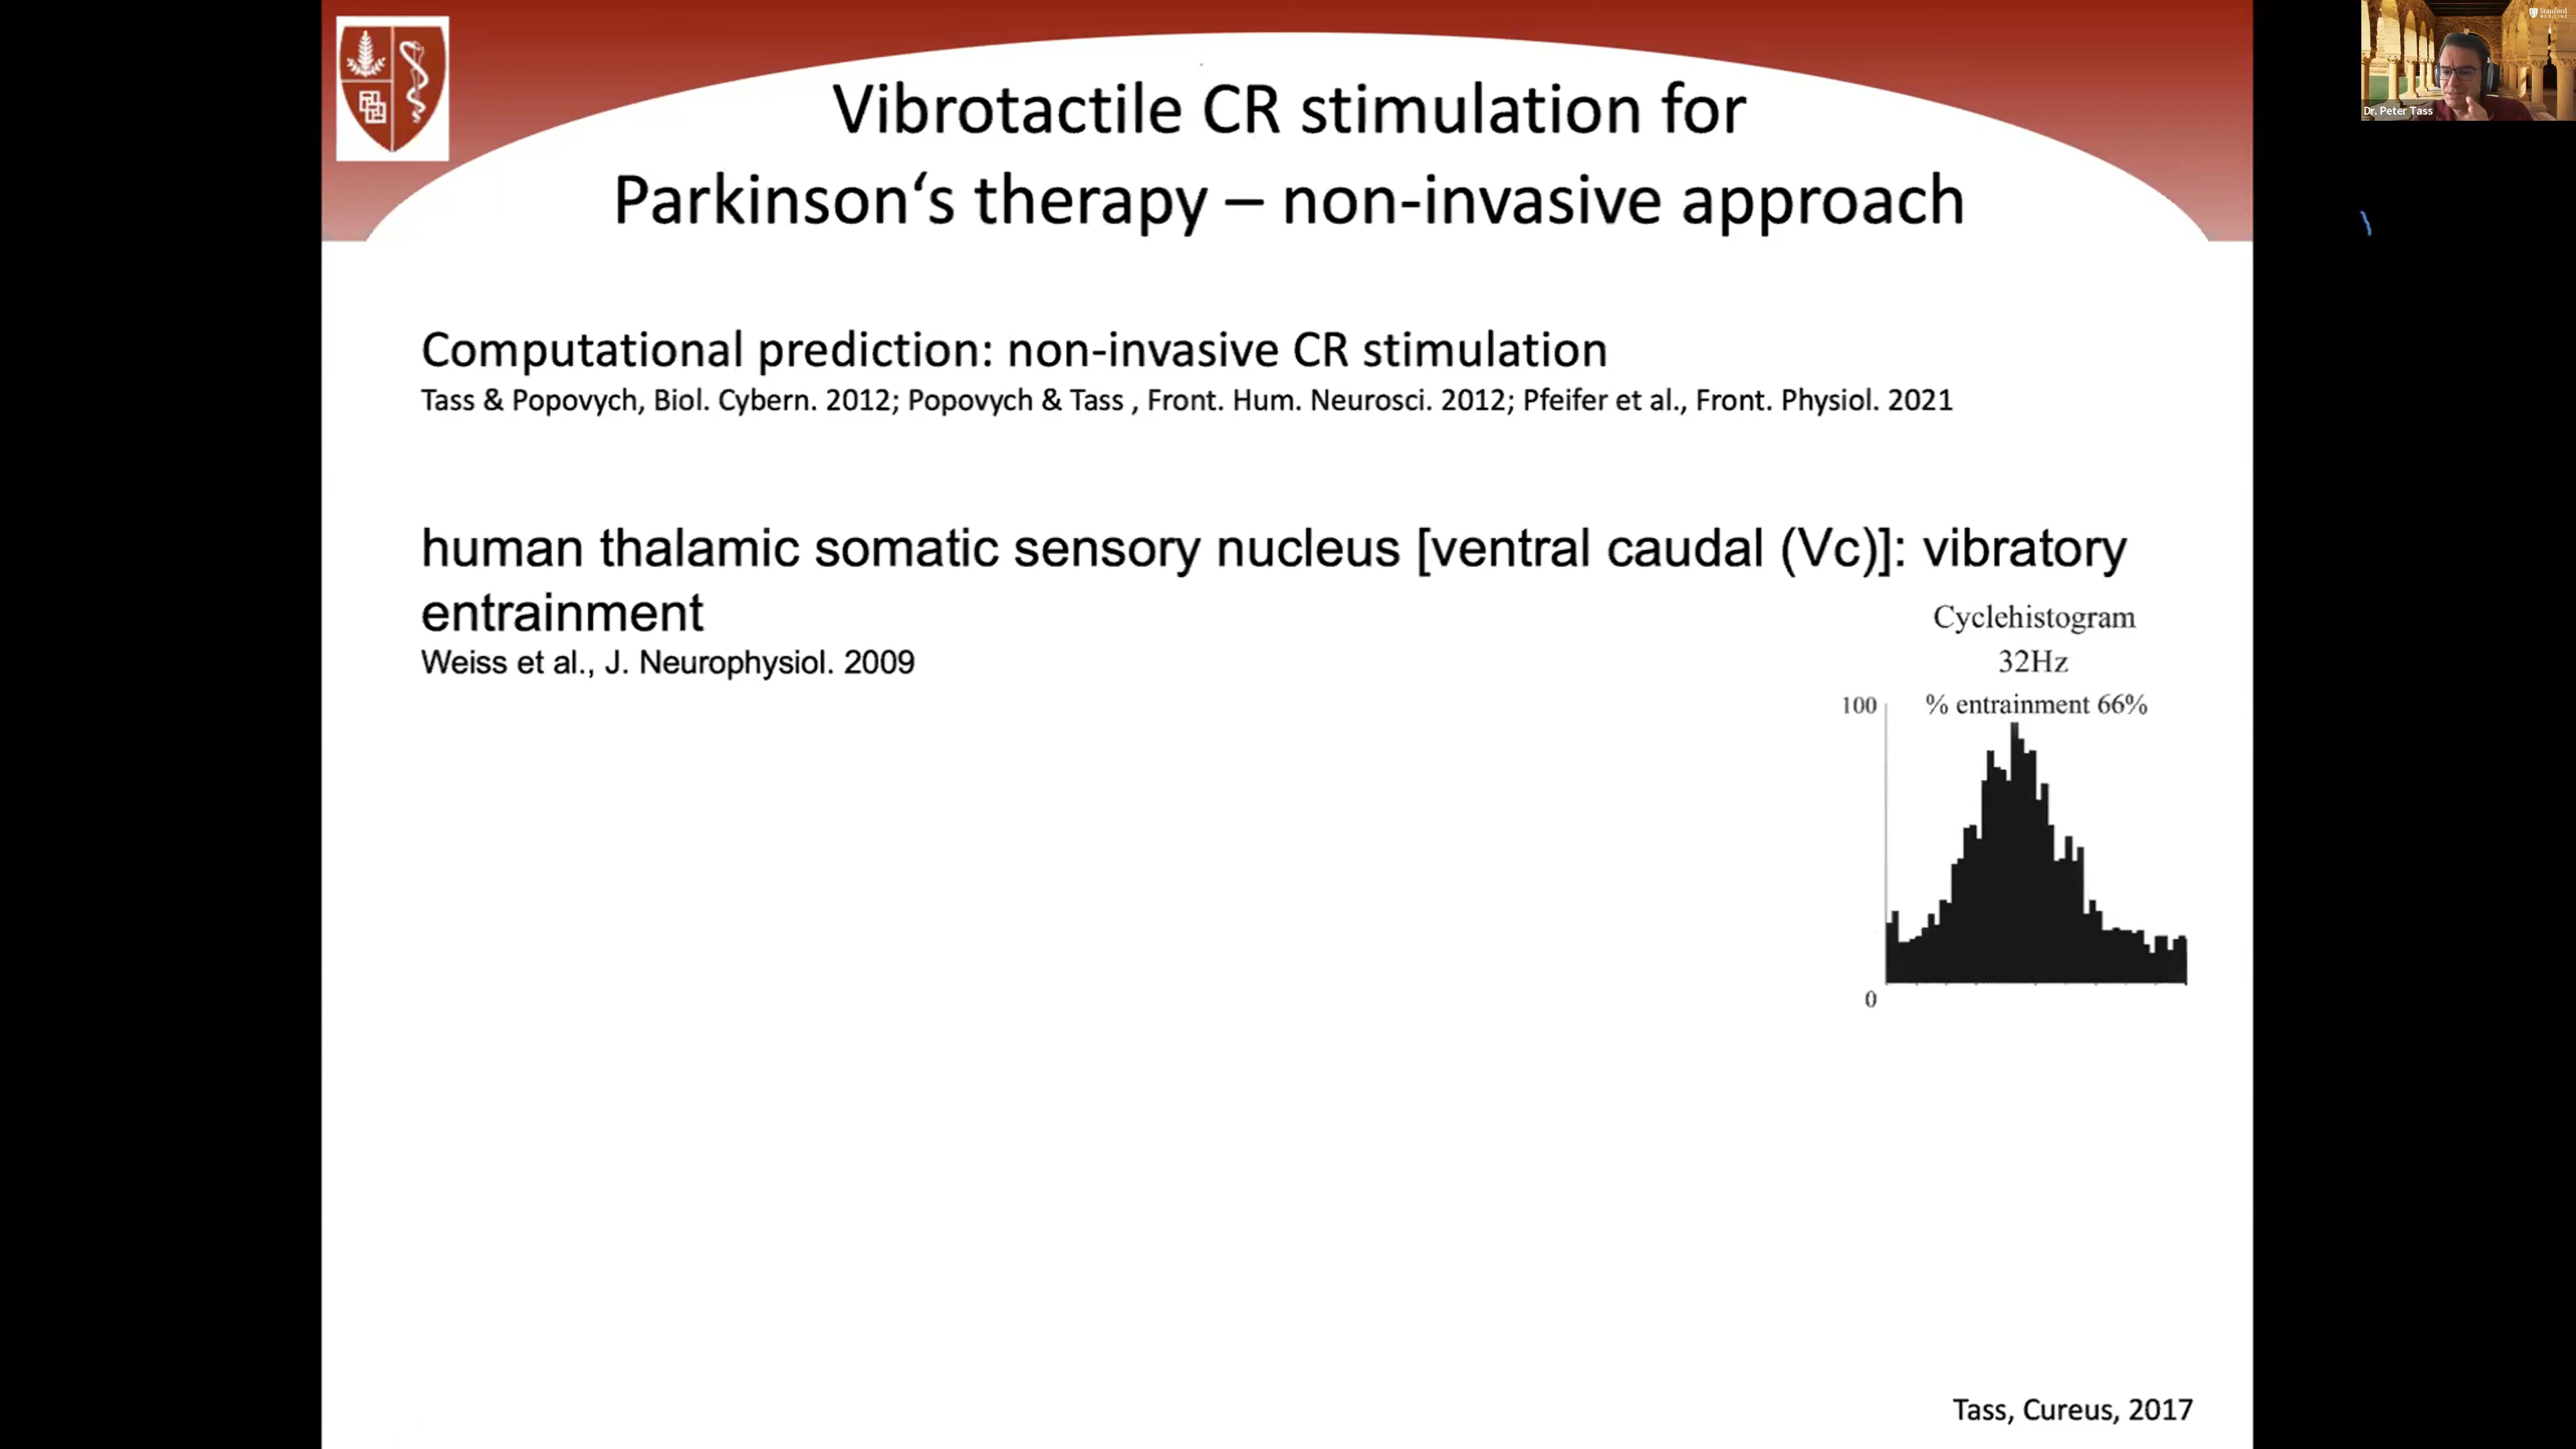 Stanford
MEDICINE
Dr. Peter Tass
Vibrotactile CR stimulation for
Parkinson‘s therapy – non-invasive approach
Computational prediction: non-invasive CR stimulation
Tass & Popovych, Biol. Cybern. 2012; Popovych & Tass , Front. Hum. Neurosci. 2012; Pfeifer et al., Front. Physiol. 2021
human thalamic somatic sensory nucleus [ventral caudal (Vc)]: vibratory
entrainment
Weiss et al., J. Neurophysiol. 2009
Cyclehistogram
32Hz
% entrainment 66%
100
0
Tass, Cureus, 2017